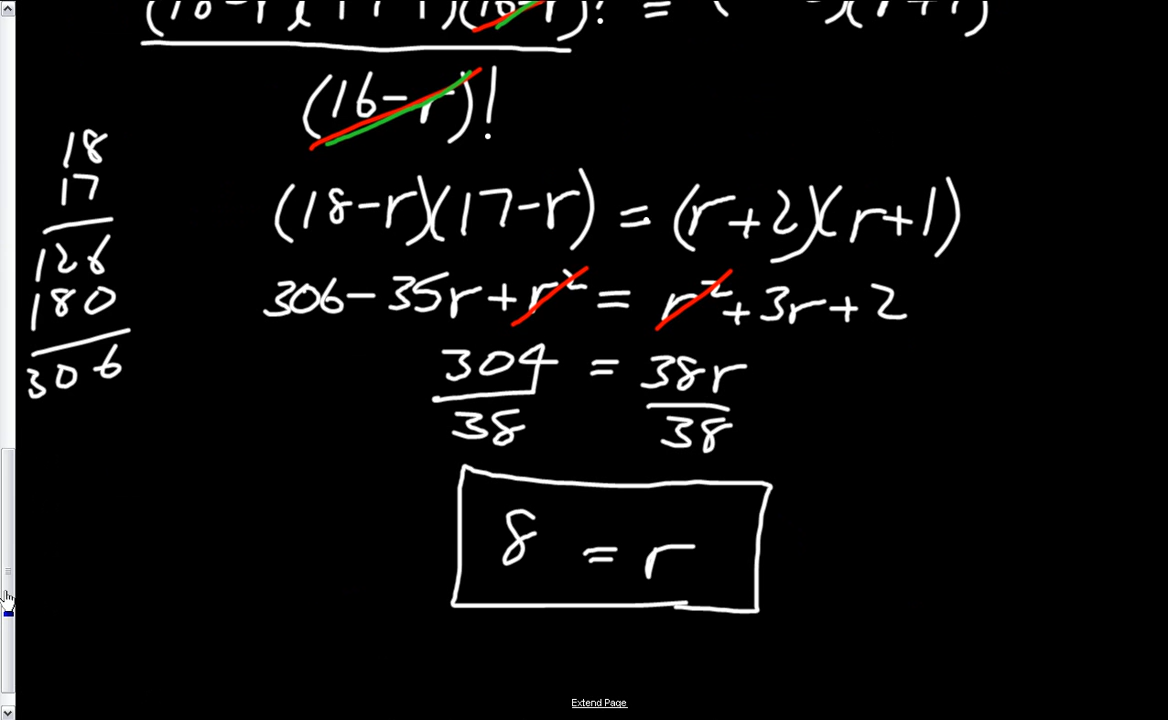 (16-r)!
18
17
126
180
306
(18-r)(17-r) = (r+2)(r+1)
306-35r+r² = r²+3r+2
304 = 38r
38 38
8 = r
Extend Page